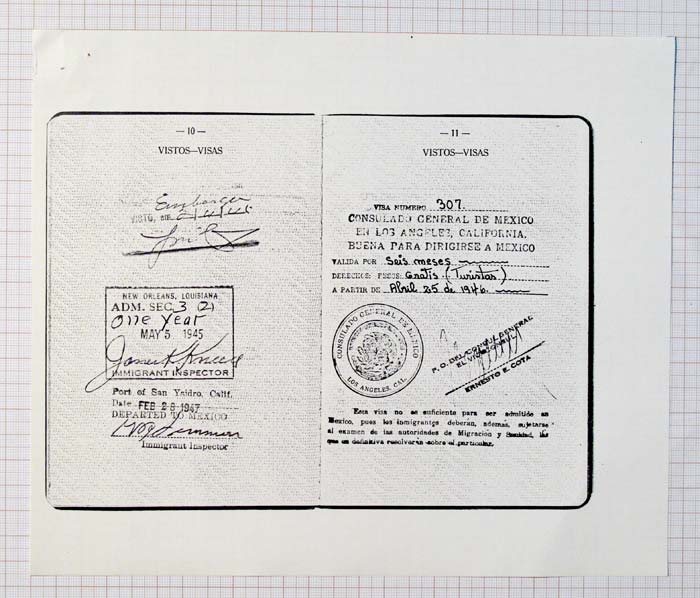 — 10 —
VISTOS—VISAS
VISTO, 
NEW ORLEANS, LOUISIANA
ADM. SEC. 3 (2)
One Year
MAY 5 1945
IMMIGRANT INSPECTOR
Port of San Ysidro, Calif.
Date FEB 28 1947
DEPARTED TO MEXICO
Immigrant Inspector
— 11 —
VISTOS—VISAS
VISA NUMERO 307.
CONSULADO GENERAL DE MEXICO
EN LOS ANGELES, CALIFORNIA.
BUENA PARA DIRIGIRSE A MEXICO
VALIDA POR Seis meses
DERECHOS: PESOS: Gratis (Turistas)
A PARTIR DE Abril 25 de 1946.
CONSULADO GENERAL DE MEXICO
LOS ANGELES, CAL.
P. O. DEL CONSUL GENERAL
EL VICECONSUL
ERNESTO E. COTA
Esta visa no es suficiente para ser admitido en
Mexico, pues los inmigrantes deberán, además, sujetarse
al examen de las autoridades de Migración y Sanidad, las
que en definitiva resolverán sobre el particular.